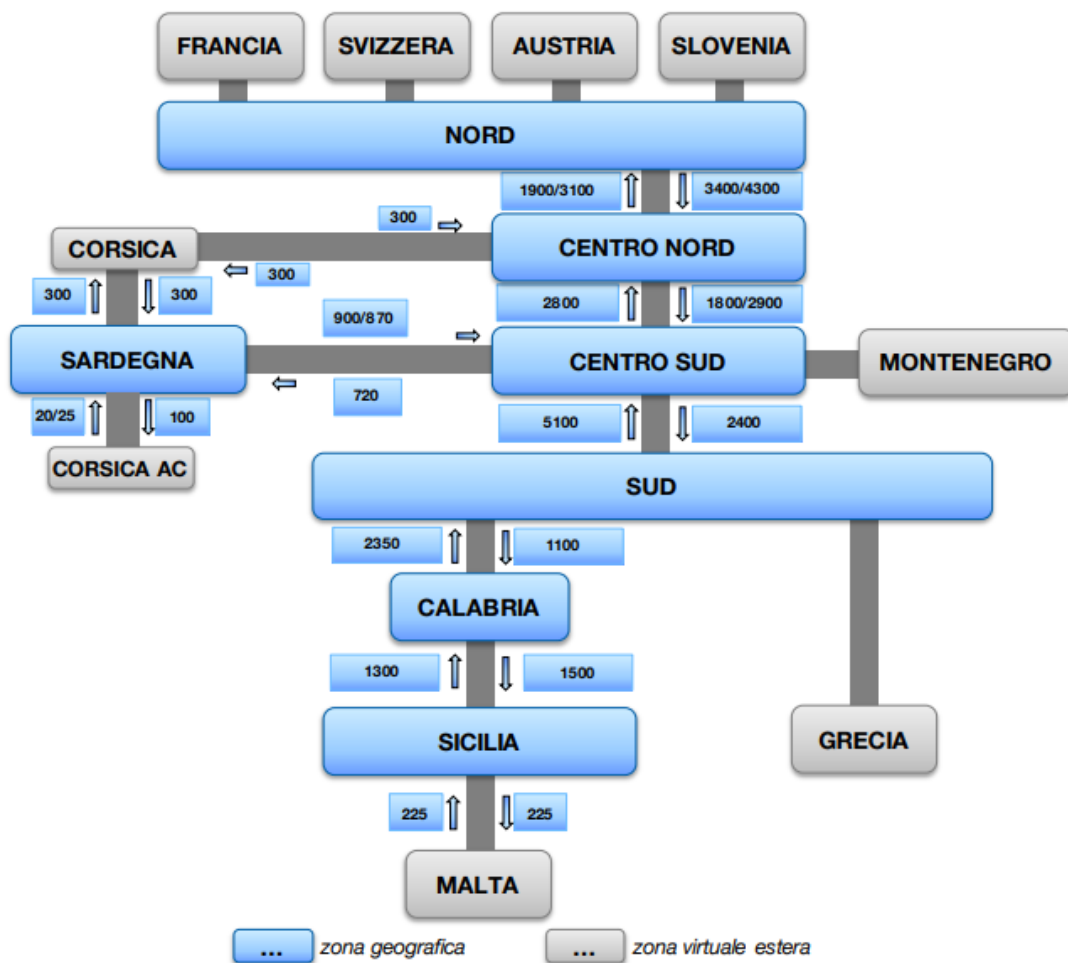 FRANCIA
SVIZZERA
AUSTRIA
SLOVENIA
NORD
1900/3100
3400/4300
300
CORSICA
CENTRO NORD
300
300
300
2800
1800/2900
900/870
SARDEGNA
CENTRO SUD
MONTENEGRO
720
20/25
100
5100
2400
CORSICA AC
SUD
2350
1100
CALABRIA
1300
1500
SICILIA
GRECIA
225
225
MALTA
... zona geografica
... zona virtuale estera